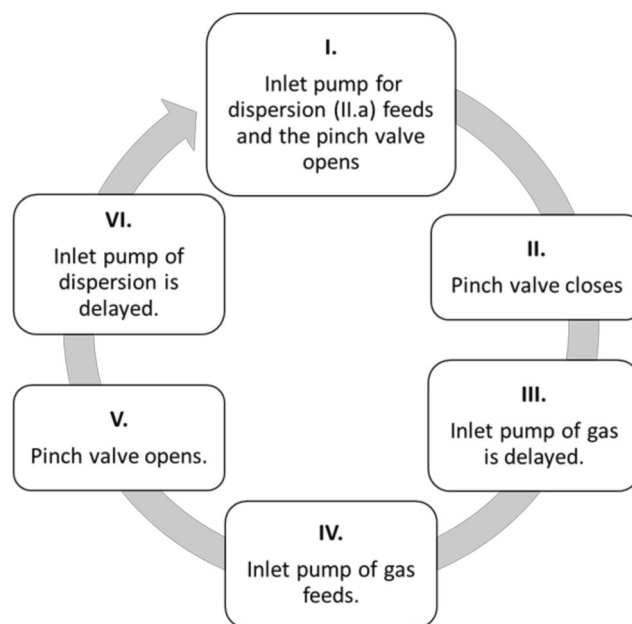 I.
Inlet pump for
dispersion (II.a) feeds
and the pinch valve
opens
II.
Pinch valve closes
III.
Inlet pump of gas
is delayed.
IV.
Inlet pump of gas
feeds.
V.
Pinch valve opens.
VI.
Inlet pump of
dispersion is
delayed.